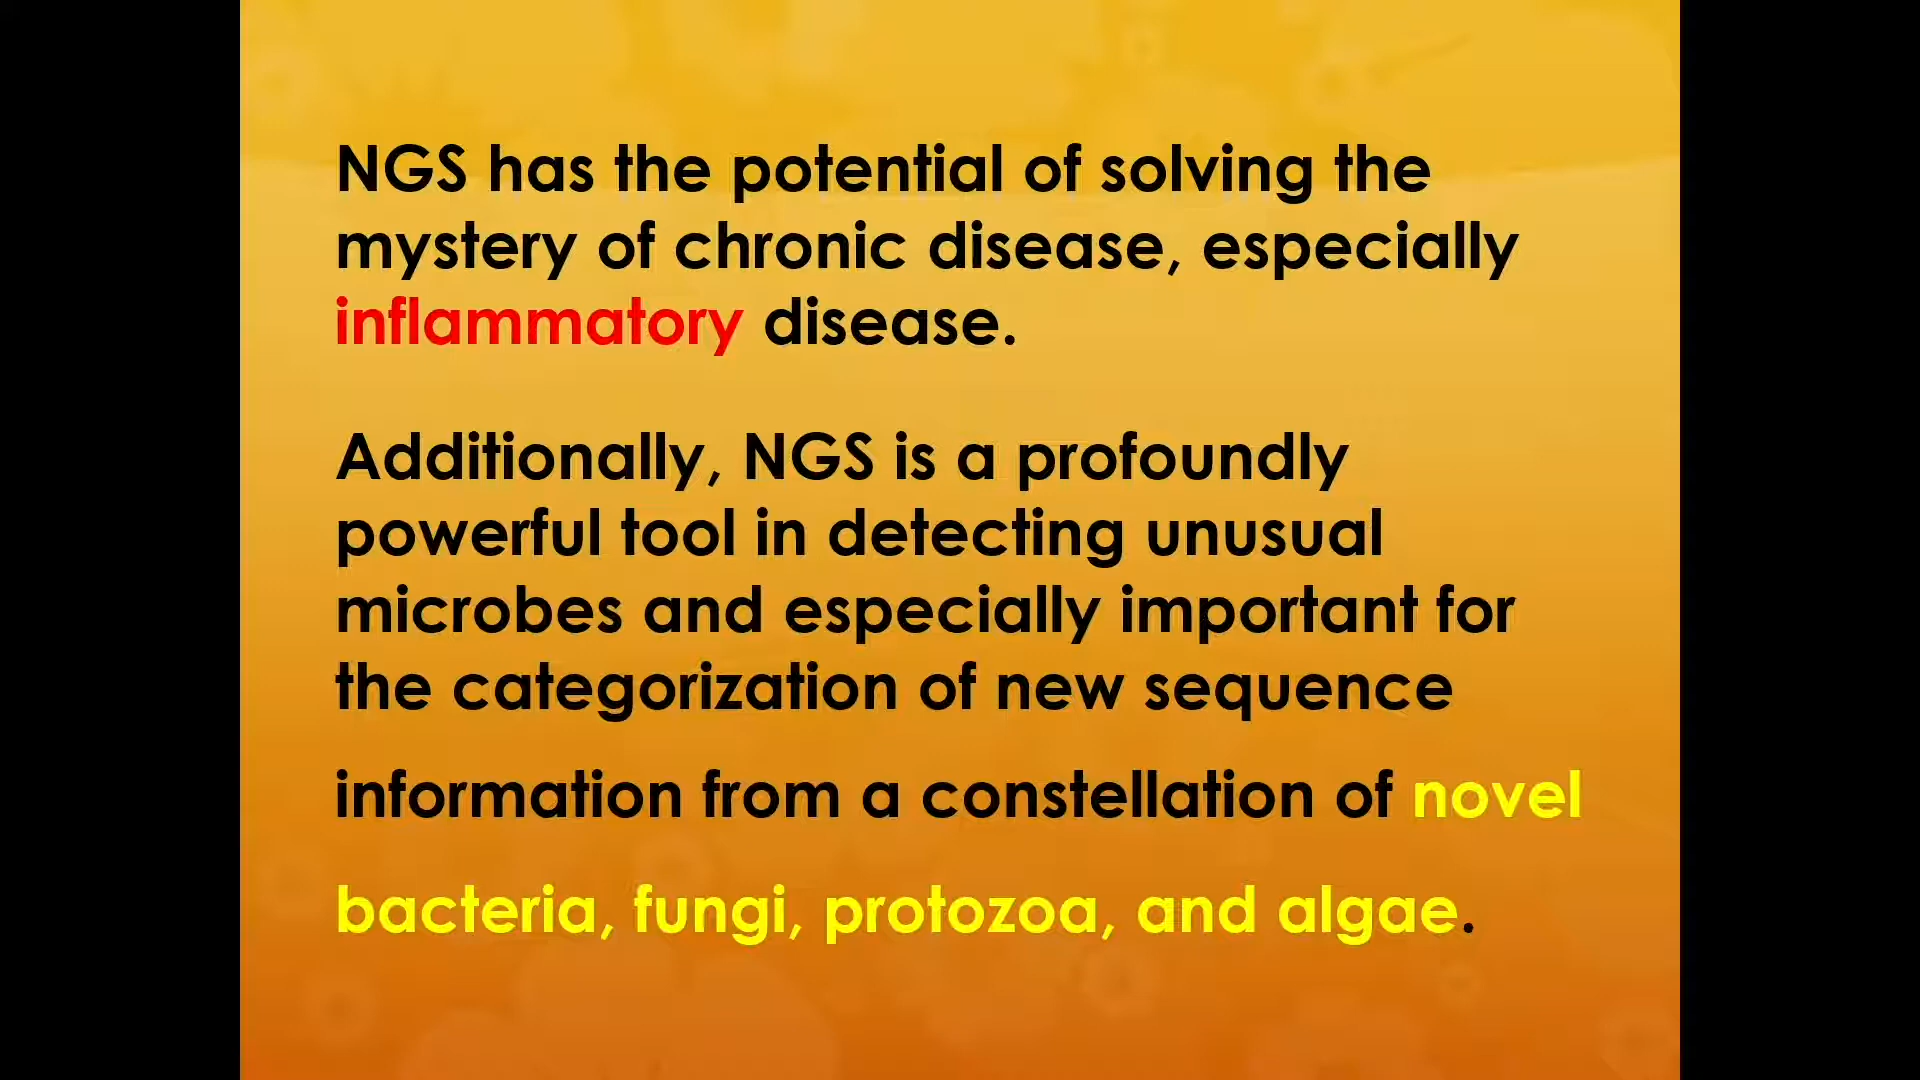 NGS has the potential of solving the
mystery of chronic disease, especially
inflammatory disease.
Additionally, NGS is a profoundly
powerful tool in detecting unusual
microbes and especially important for
the categorization of new sequence
information from a constellation of novel
bacteria, fungi, protozoa, and algae.